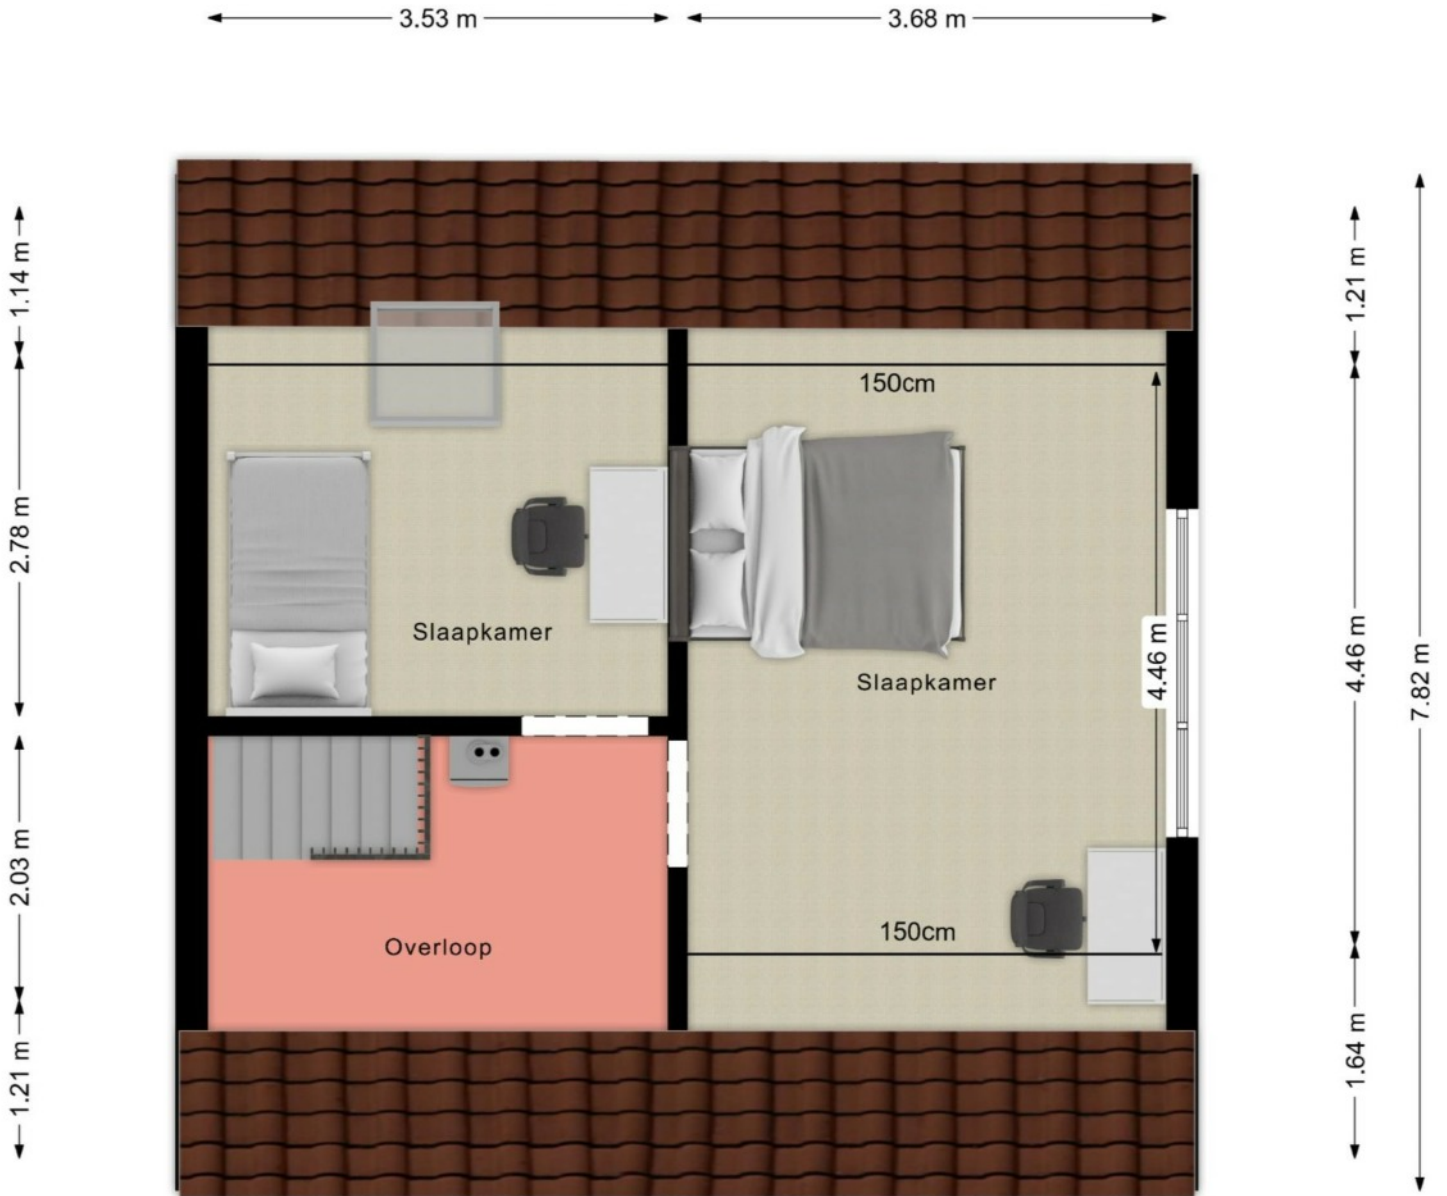 3.53 m
3.68 m
1.14 m
1.21 m
150cm
2.78 m
Slaapkamer
4.46 m
4.46 m
7.82 m
Slaapkamer
2.03 m
150cm
Overloop
1.21 m
1.64 m